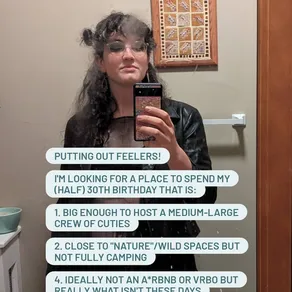 PUTTING OUT FEELERS!
I'M LOOKING FOR A PLACE TO SPEND MY
(HALF) 30TH BIRTHDAY THAT IS:
1. BIG ENOUGH TO HOST A MEDIUM-LARGE
CREW OF CUTIES
2. CLOSE TO "NATURE"/WILD SPACES BUT
NOT FULLY CAMPING
4. IDEALLY NOT AN A*RBNB OR VRBO BUT
REALLY WHAT ISN'T THESE DAYS